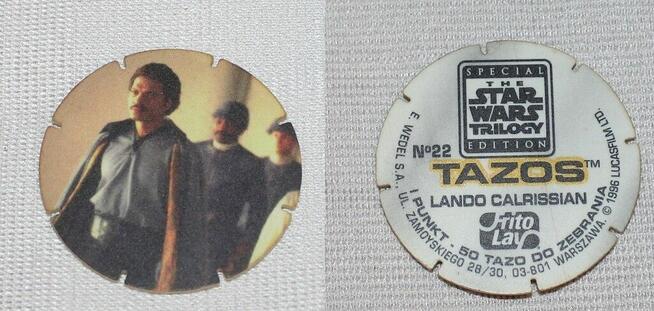 SPECIAL
THE
STAR
WARS
TRILOGY
EDITION
Nº22
TAZOS™
LANDO CALRISSIAN
Frito
Lay
1 PUNKT - 50 TAZO DO ZEBRANIA
E. WEDEL S.A., UL. ZAMOYSKIEGO 28/30, 03-801 WARSZAWA. © 1996 LUCASFILM LTD.